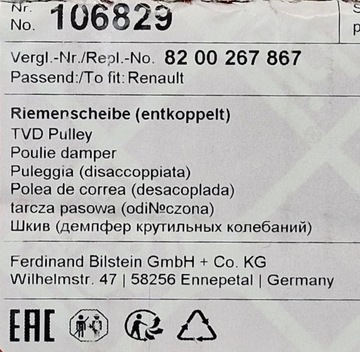 Nr.
No. 106829
Vergl.-Nr./Repl.-No. 82 00 267 867
Passend:/To fit: Renault
Riemenscheibe (entkoppelt)
TVD Pulley
Poulie damper
Puleggia (disaccoppiata)
Polea de correa (desacoplada)
tarcza pasowa (odi№czona)
Шкив (демпфер крутильных колебаний)
Ferdinand Bilstein GmbH + Co. KG
Wilhelmstr. 47 | 58256 Ennepetal | Germany
EAC